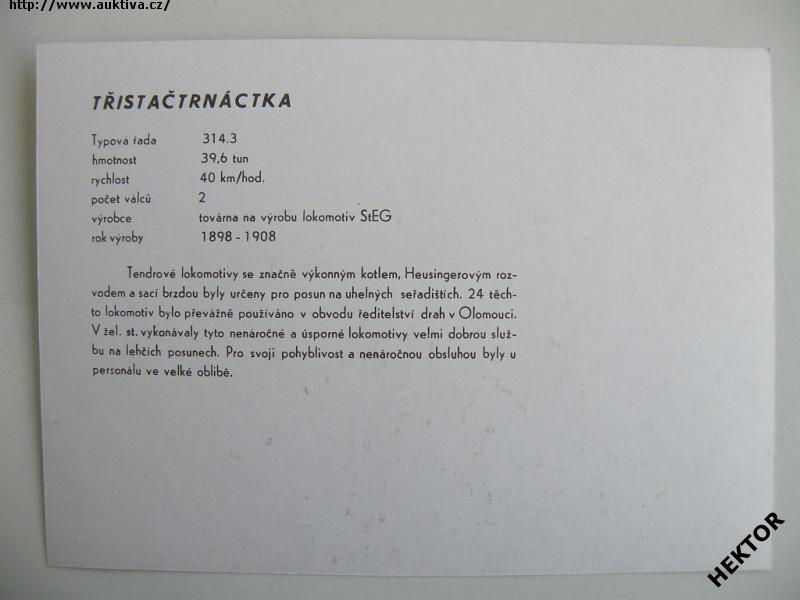 http://www.auktiva.cz/
TŘISTAČTRNÁCTKA
Typová řada 314.3
hmotnost 39,6 tun
rychlost 40 km/hod.
počet válců 2
výrobce továrna na výrobu lokomotív StEG
rok výroby 1898 - 1908
Tendrové lokomotivy se značně výkonným kotlem, Heusingerovým roz-
vodem a sací brzdou byly určeny pro posun na uhelných seřadištích. 24 těch-
to lokomotiv bylo převážně používáno v obvodu ředitelství drah v Olomouci.
V žel. st. vykonávaly tyto nenáročné a úsporné lokomotivy velmi dobrou služ-
bu na lehčích posunech. Pro svoji pohyblivost a nenáročnou obsluhou byly u
personálu ve velké oblibě.
HEKTOR